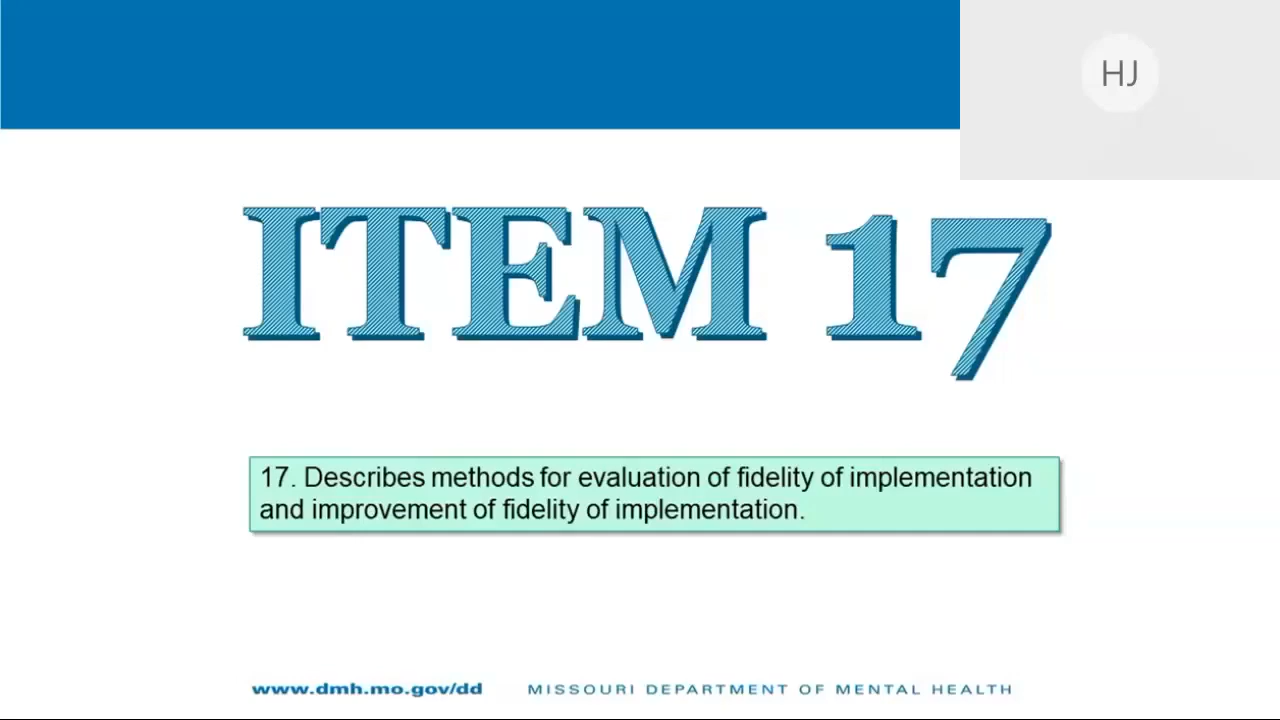 HJ
ITEM 17
17. Describes methods for evaluation of fidelity of implementation
and improvement of fidelity of implementation.
www.dmh.mo.gov/dd MISSOURI DEPARTMENT OF MENTAL HEALTH